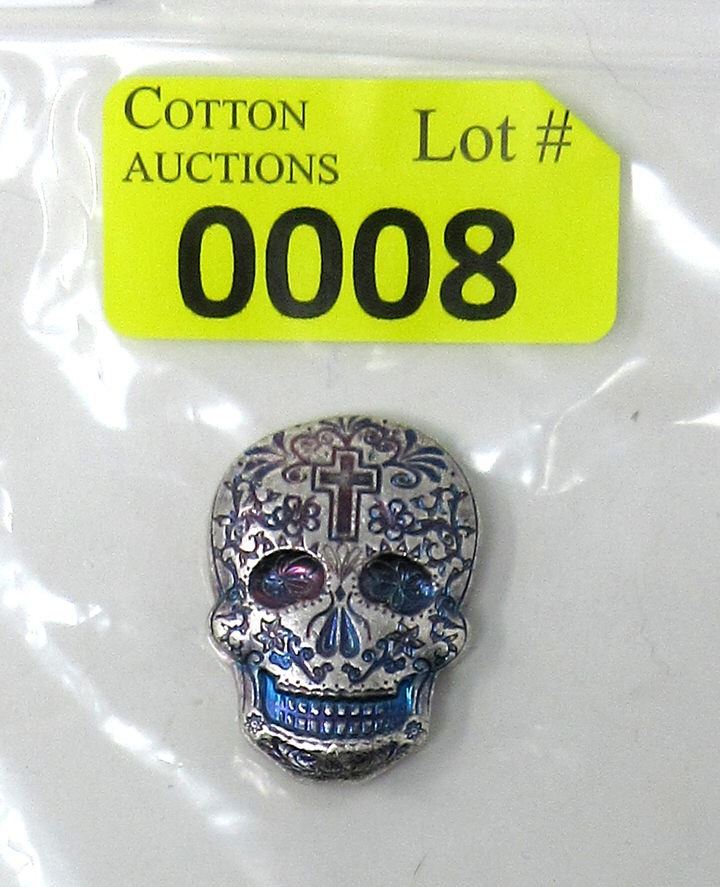 COTTON
AUCTIONS
Lot #
0008